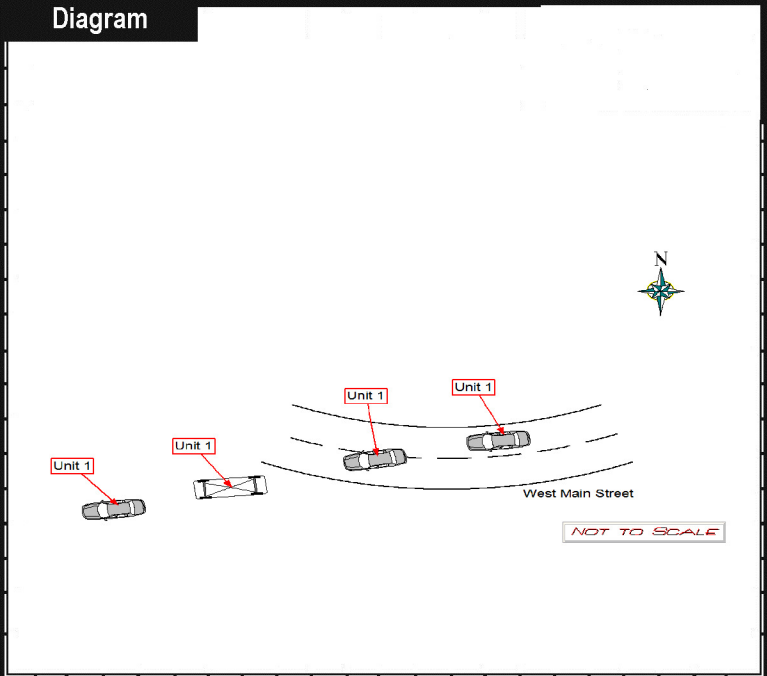 Diagram
N
Unit 1
Unit 1
Unit 1
Unit 1
West Main Street
NOT TO SCALE